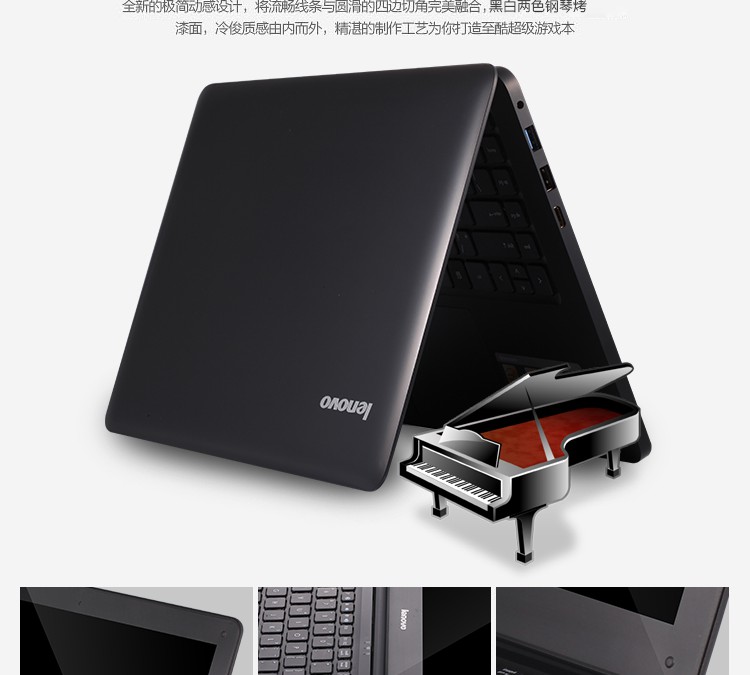 全新的极简动感设计，将流畅线条与圆滑的四边切角完美融合，黑白两色钢琴烤
漆面，冷俊质感由内而外，精湛的制作工艺为你打造至酷超级游戏本
lenovo
lenovo